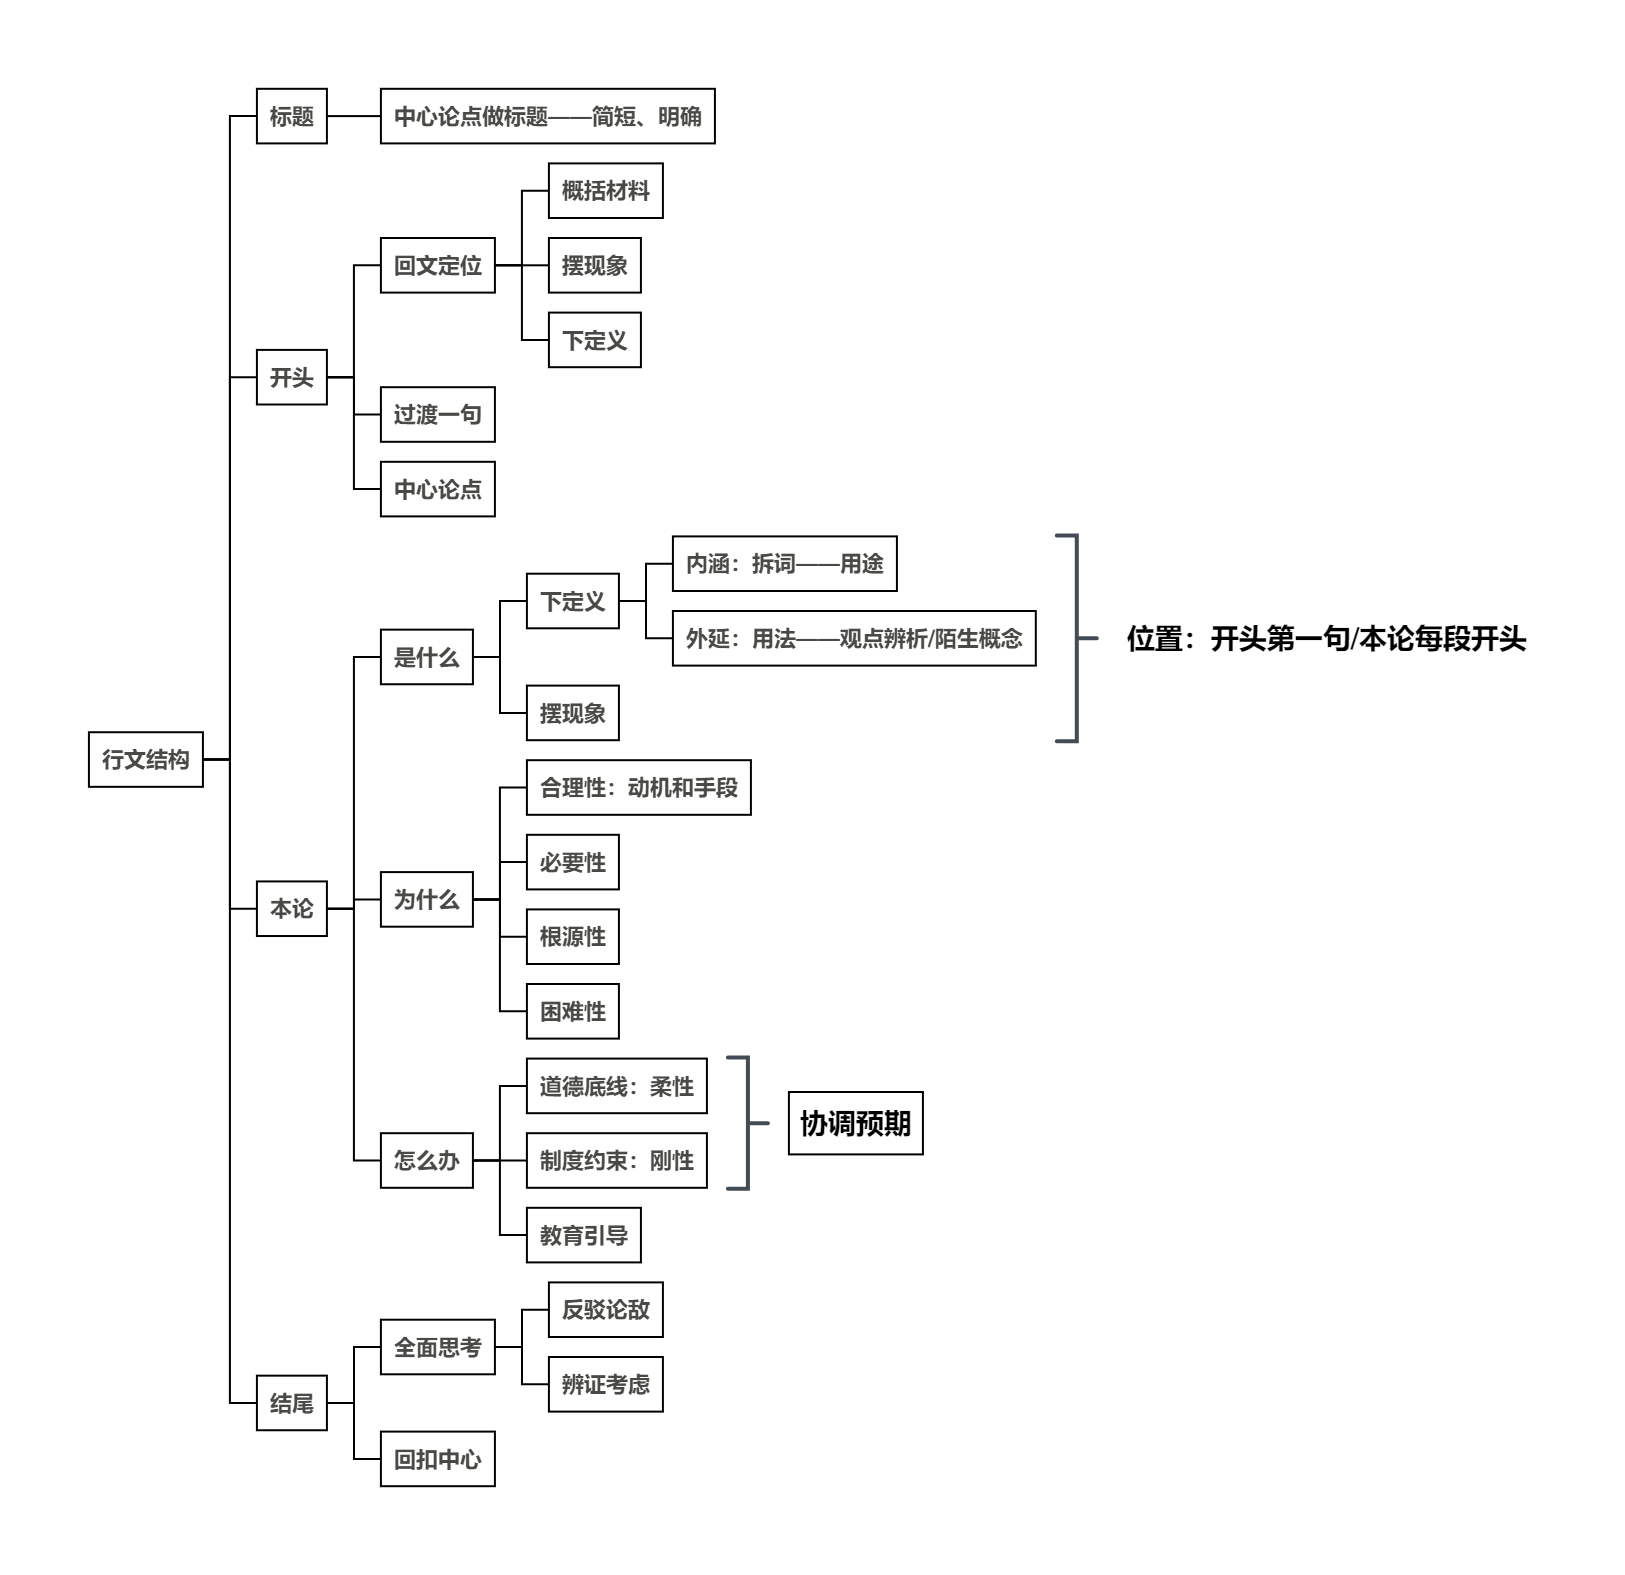 标题
中心论点做标题——简短、明确
概括材料
回文定位
摆现象
下定义
开头
过渡一句
中心论点
内涵：拆词——用途
下定义
外延：用法——观点辨析/陌生概念
位置：开头第一句/本论每段开头
是什么
摆现象
行文结构
合理性：动机和手段
必要性
为什么
本论
根源性
困难性
道德底线：柔性
协调预期
怎么办
制度约束：刚性
教育引导
反驳论敌
全面思考
辨证考虑
结尾
回扣中心